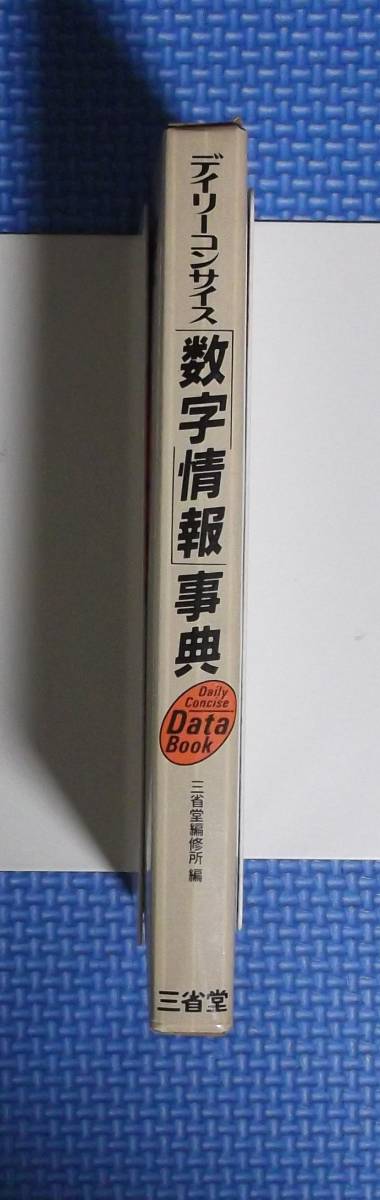 デイリーコンサイス
数字情報事典
Daily
Concise
Data
Book
三省堂編修所 編
三省堂